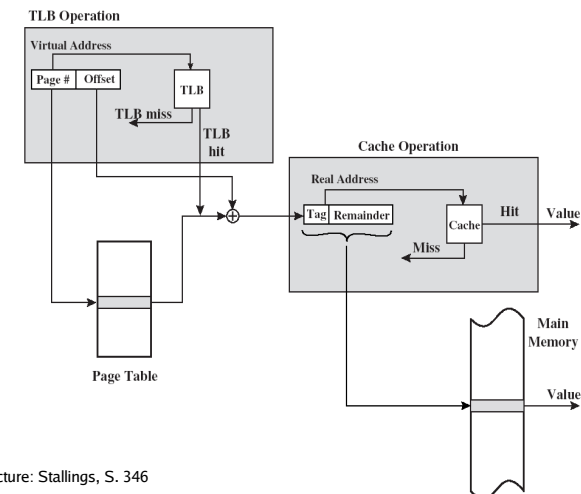 TLB Operation
Virtual Address
Page # Offset
TLB
TLB miss
TLB
hit
Cache Operation
Real Address
Tag Remainder
Cache
Hit
Value
Miss
Page Table
Main
Memory
Value
cture: Stallings, S. 346